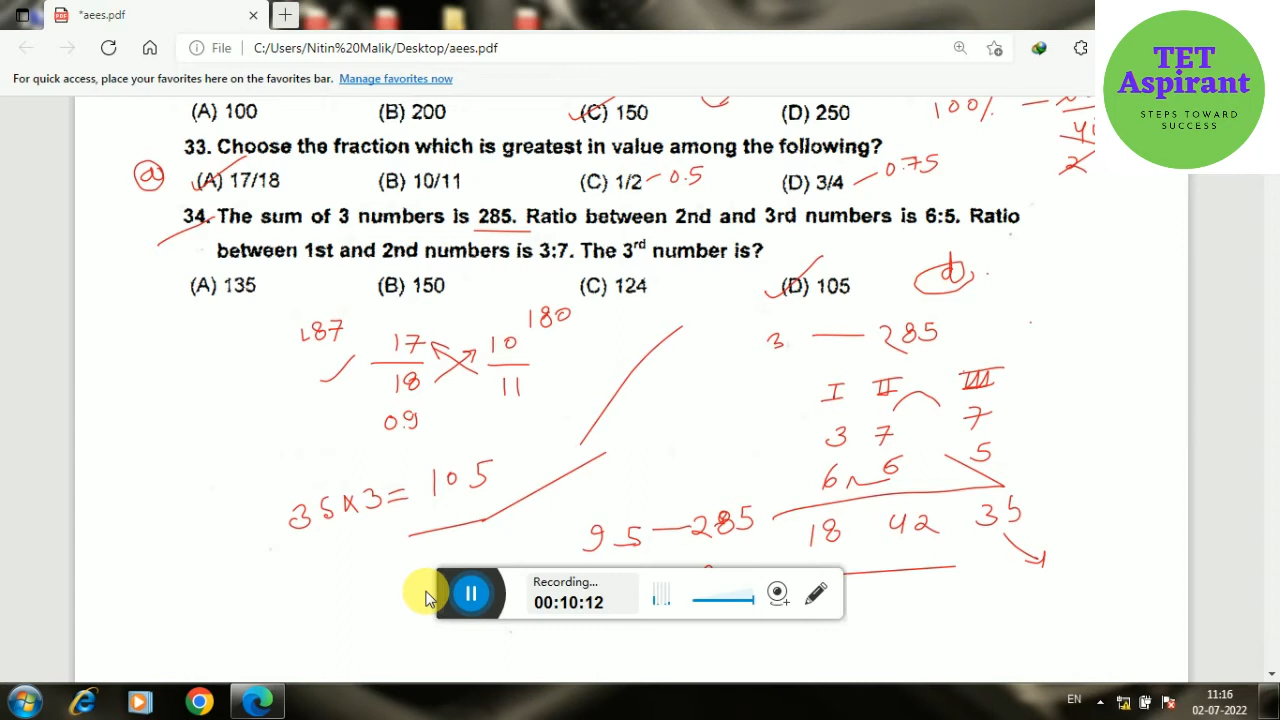 *aees.pdf
File C:/Users/Nitin%20Malik/Desktop/aees.pdf
For quick access, place your favorites here on the favorites bar. Manage favorites now
TET
Aspirant
STEPS TOWARD
SUCCESS
(A) 100 (B) 200 (C) 150 (D) 250
100%
33. Choose the fraction which is greatest in value among the following?
(a)
(A) 17/18 (B) 10/11 (C) 1/2 – 0.5 (D) 3/4 – 0.75
34. The sum of 3 numbers is 285. Ratio between 2nd and 3rd numbers is 6:5. Ratio
between 1st and 2nd numbers is 3:7. The 3rd number is?
(A) 135 (B) 150 (C) 124 (D) 105
d
187 17 10 180
18 11
0.9
3 — 285
I II III
3 7 7
6 6 5
18 42 35
95 — 285
35 x 3 = 105
Recording...
00:10:12
EN
11:16
02-07-2022